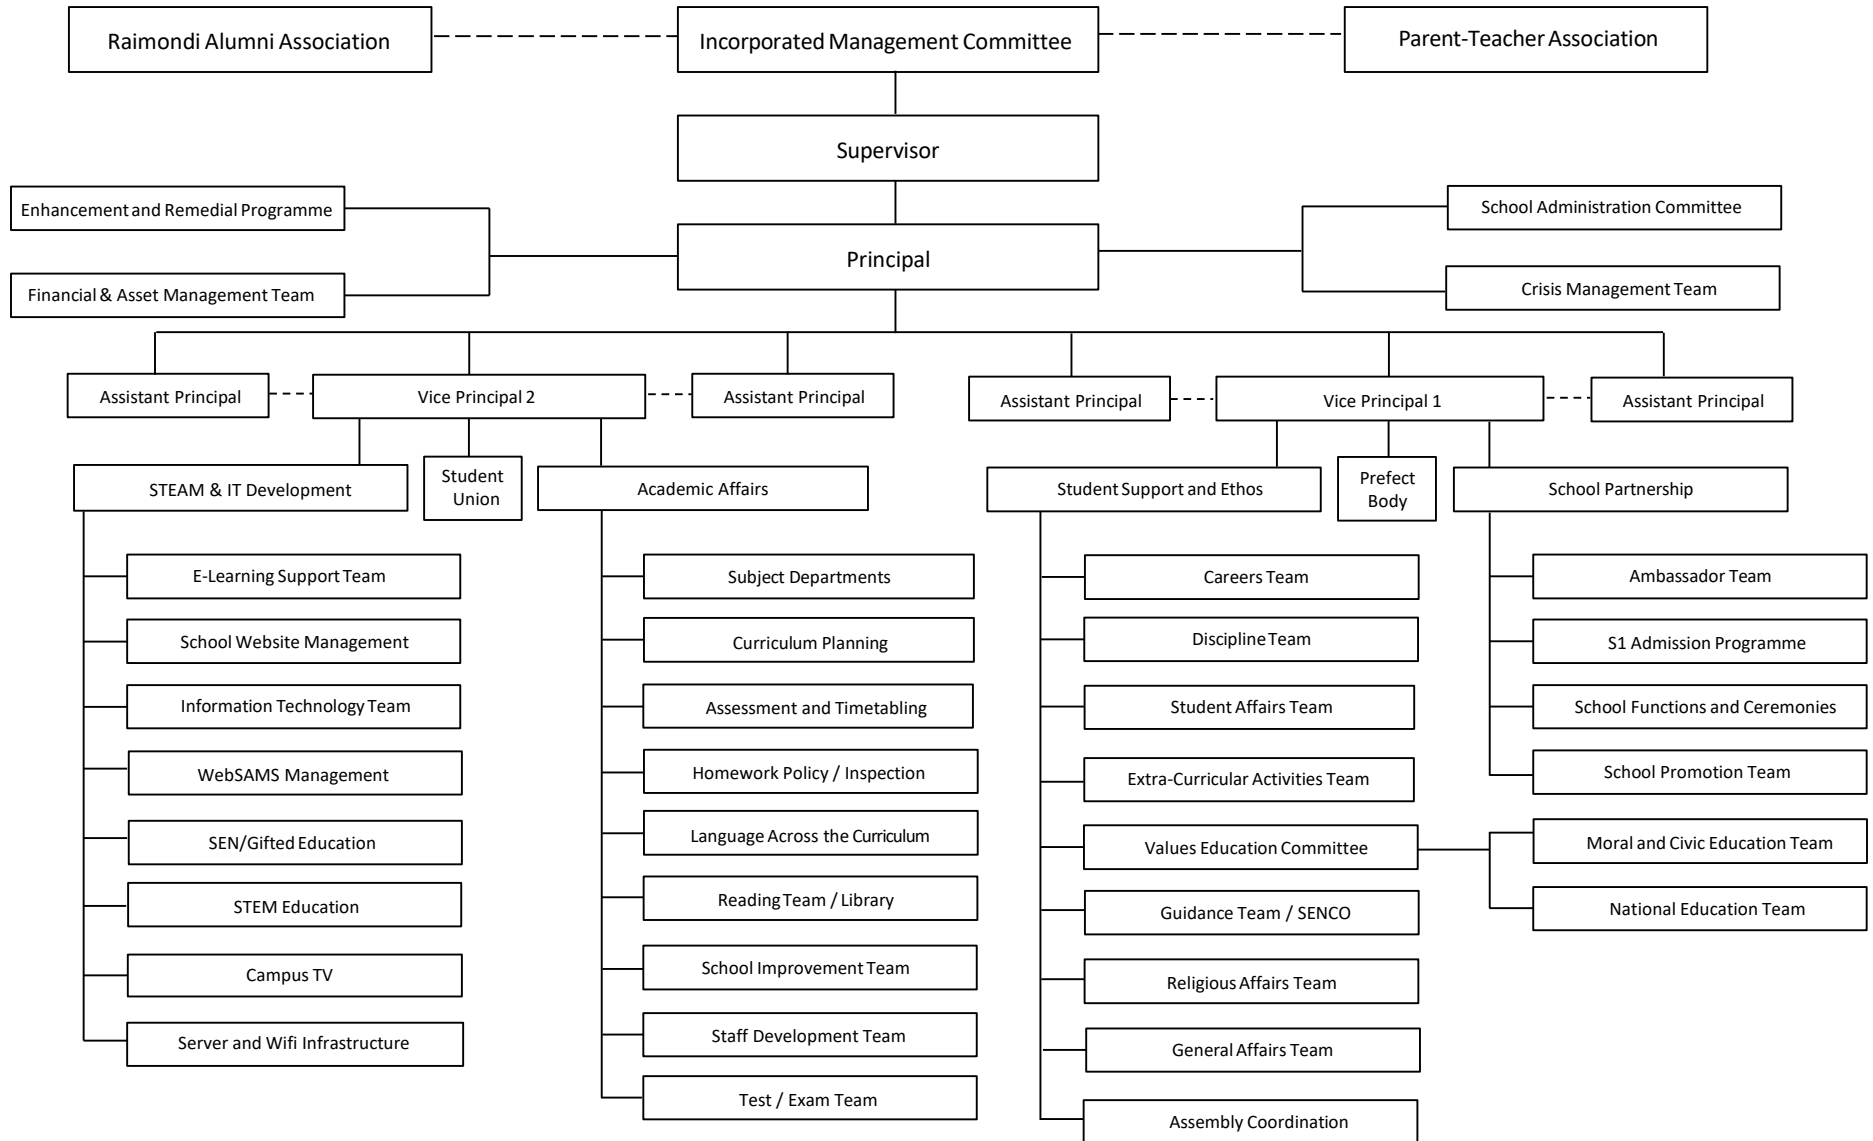 Raimondi Alumni Association
Incorporated Management Committee
Parent-Teacher Association
Supervisor
Enhancement and Remedial Programme
School Administration Committee
Principal
Financial & Asset Management Team
Crisis Management Team
Assistant Principal
Vice Principal 2
Assistant Principal
Assistant Principal
Vice Principal 1
Assistant Principal
STEAM & IT Development
Student
Union
Academic Affairs
Student Support and Ethos
Prefect
Body
School Partnership
E-Learning Support Team
School Website Management
Information Technology Team
WebSAMS Management
SEN/Gifted Education
STEM Education
Campus TV
Server and Wifi Infrastructure
Subject Departments
Curriculum Planning
Assessment and Timetabling
Homework Policy / Inspection
Language Across the Curriculum
Reading Team / Library
School Improvement Team
Staff Development Team
Test / Exam Team
Careers Team
Discipline Team
Student Affairs Team
Extra-Curricular Activities Team
Values Education Committee
Guidance Team / SENCO
Religious Affairs Team
General Affairs Team
Assembly Coordination
Ambassador Team
S1 Admission Programme
School Functions and Ceremonies
School Promotion Team
Moral and Civic Education Team
National Education Team